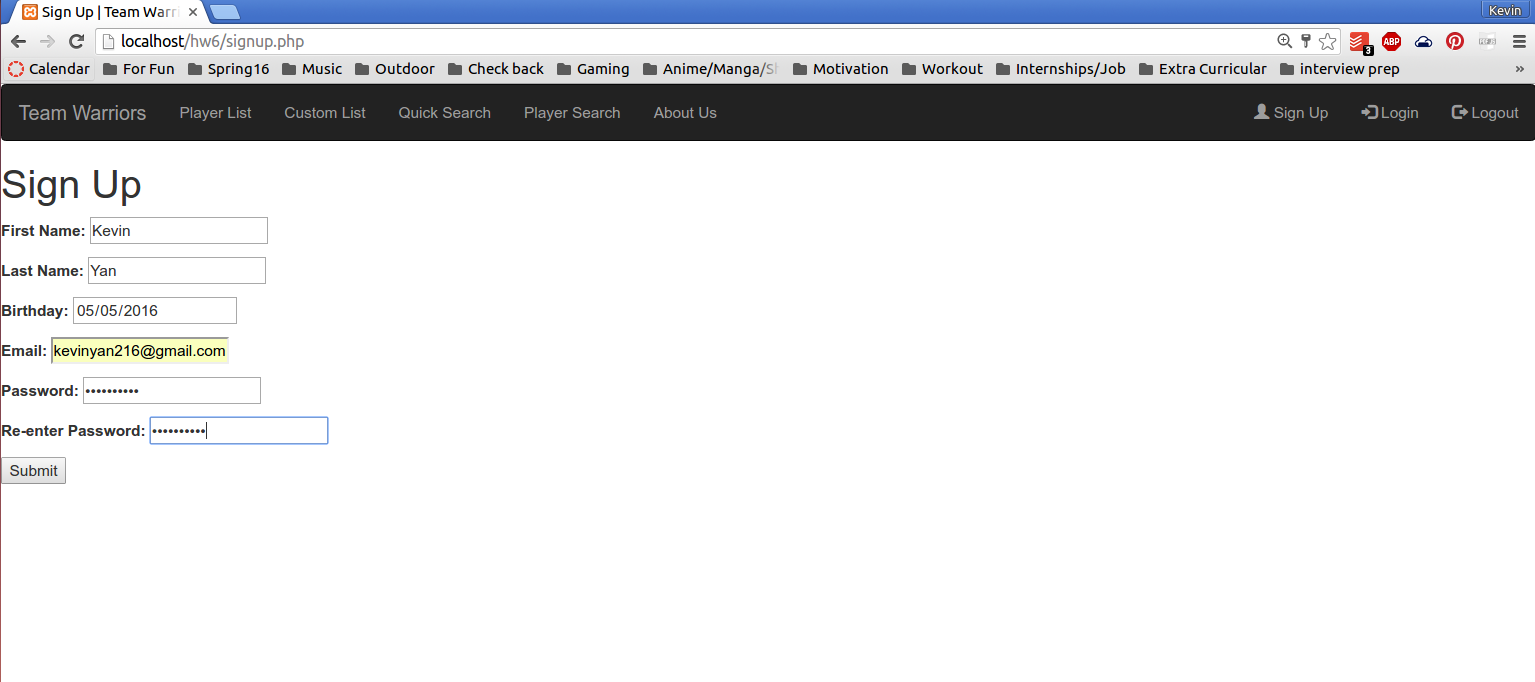 Sign Up | Team Warri
Kevin
localhost/hw6/signup.php
3
ABP
Calendar For Fun Spring16 Music Outdoor Check back Gaming Anime/Manga/Sh Motivation Workout Internships/Job Extra Curricular interview prep »
Team Warriors Player List Custom List Quick Search Player Search About Us Sign Up Login Logout
Sign Up
First Name: Kevin
Last Name: Yan
Birthday: 05/05/2016
Email: kevinyan216@gmail.com
Password: ••••••••••
Re-enter Password: ••••••••••
Submit